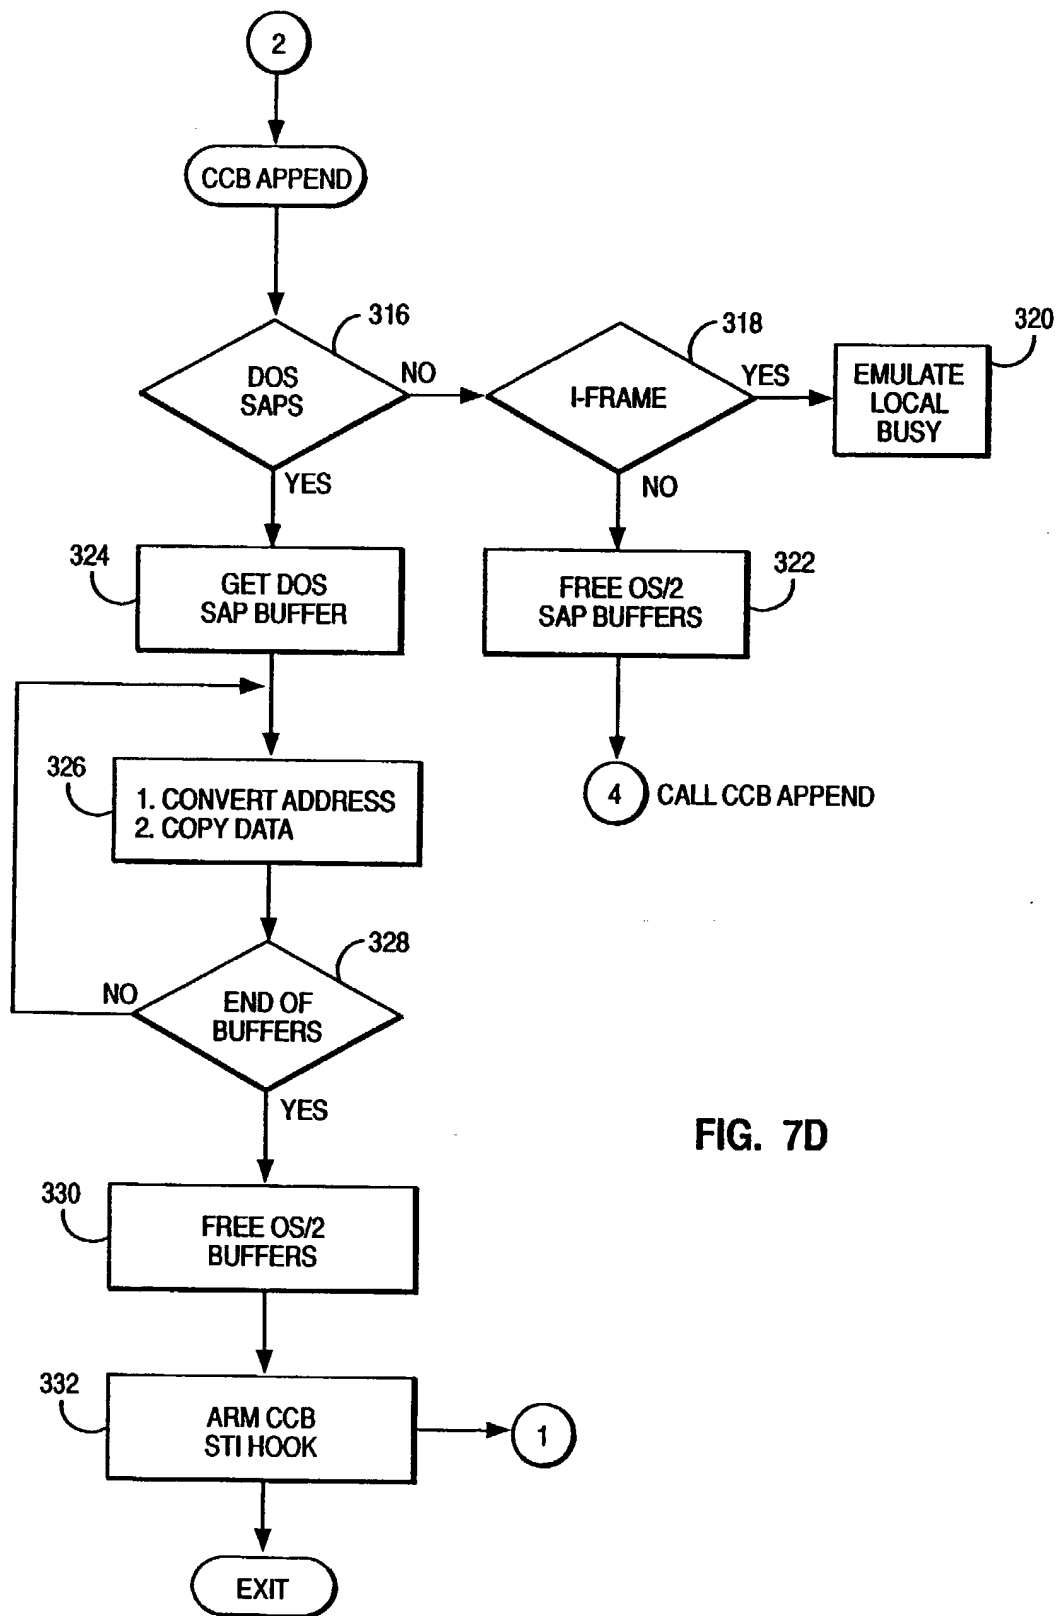 2
CCB APPEND
316
DOS
SAPS
NO
318
I-FRAME
YES
320
EMULATE
LOCAL
BUSY
YES
NO
324
GET DOS
SAP BUFFER
322
FREE OS/2
SAP BUFFERS
326
1. CONVERT ADDRESS
2. COPY DATA
4 CALL CCB APPEND
328
NO
END OF
BUFFERS
YES
FIG. 7D
330
FREE OS/2
BUFFERS
332
ARM CCB
STI HOOK
1
EXIT